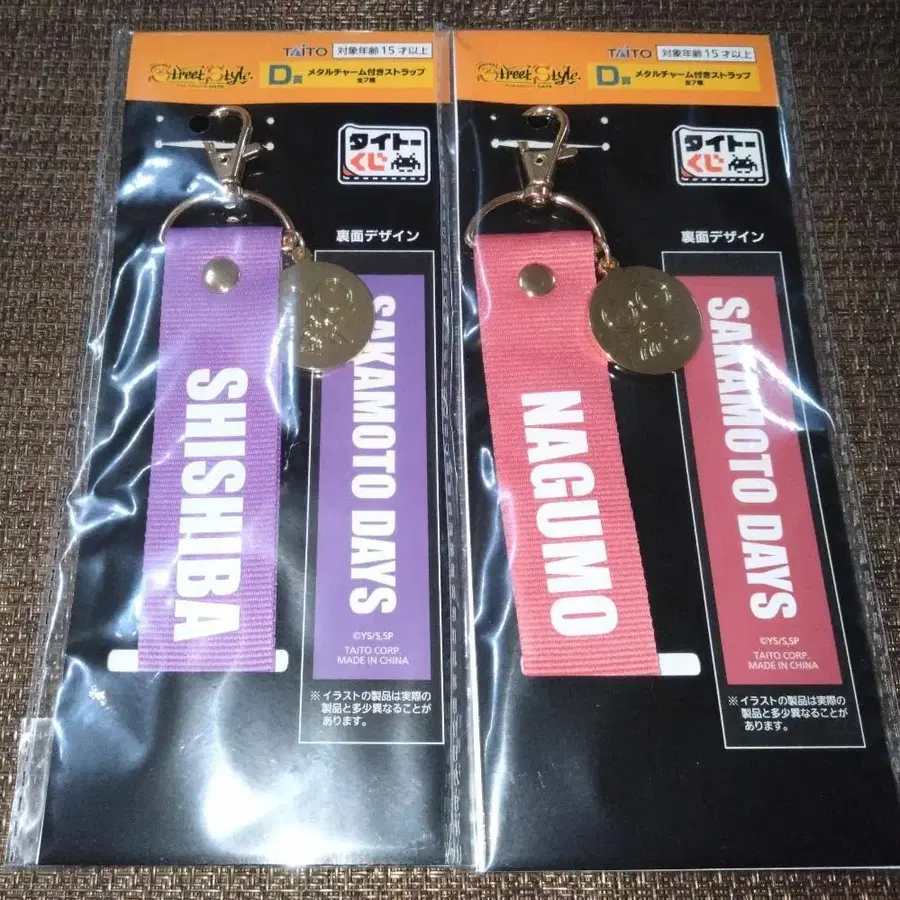 TAITO 対象年齢15才以上
Street Style
D賞 メタルチャーム付きストラップ
全7種
タイトー
くじ
裏面デザイン
SHISHIBA
SAKAMOTO DAYS
©YS/S,SP
TAITO CORP.
MADE IN CHINA
※イラストの製品は実際の
製品と多少異なることが
あります。
TAITO 対象年齢15才以上
Street Style
D賞 メタルチャーム付きストラップ
全7種
タイトー
くじ
裏面デザイン
NAGUMO
SAKAMOTO DAYS
©YS/S,SP
TAITO CORP.
MADE IN CHINA
※イラストの製品は実際の
製品と多少異なることが
あります。